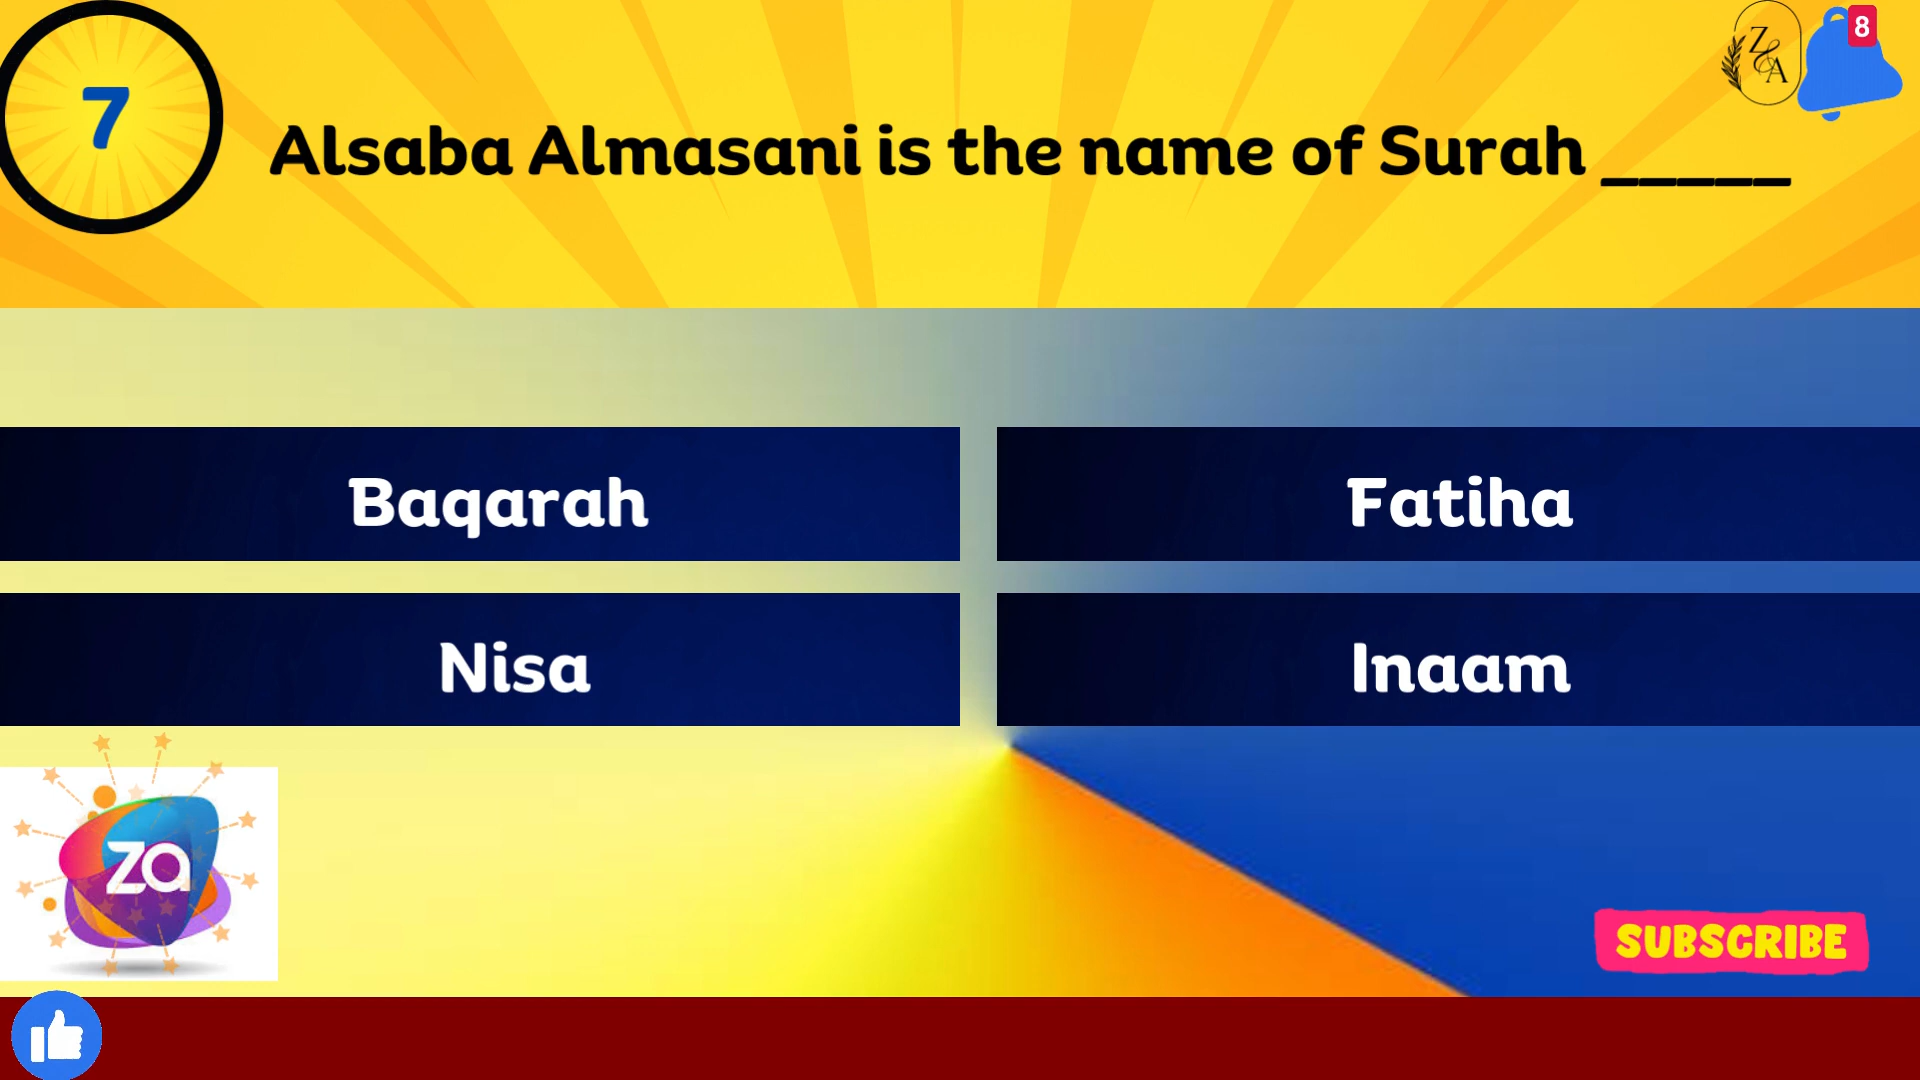 7
Z&A
8
Alsaba Almasani is the name of Surah _____
Baqarah
Fatiha
Nisa
Inaam
za
SUBSCRIBE